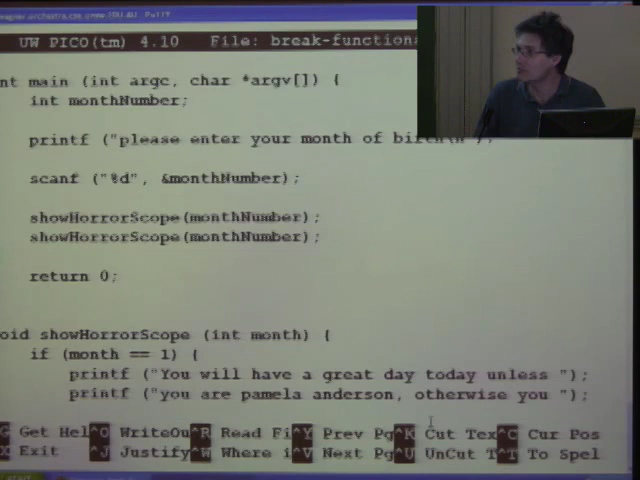 UW PICO(tm) 4.10 File: break-function
nt main (int argc, char *argv[]) {
int monthNumber;
printf ("please enter your month of birth\n");
scanf ("%d", &monthNumber);
showHorrorScope(monthNumber);
showHorrorScope(monthNumber);
return 0;
oid showHorrorScope (int month) {
if (month == 1) {
printf ("You will have a great day today unless ");
printf ("you are pamela anderson, otherwise you ");
G Get Hel ^O WriteOu ^R Read Fi ^Y Prev Pg ^K Cut Tex ^C Cur Pos
X Exit ^J Justify ^W Where i ^V Next Pg ^U UnCut T ^T To Spel